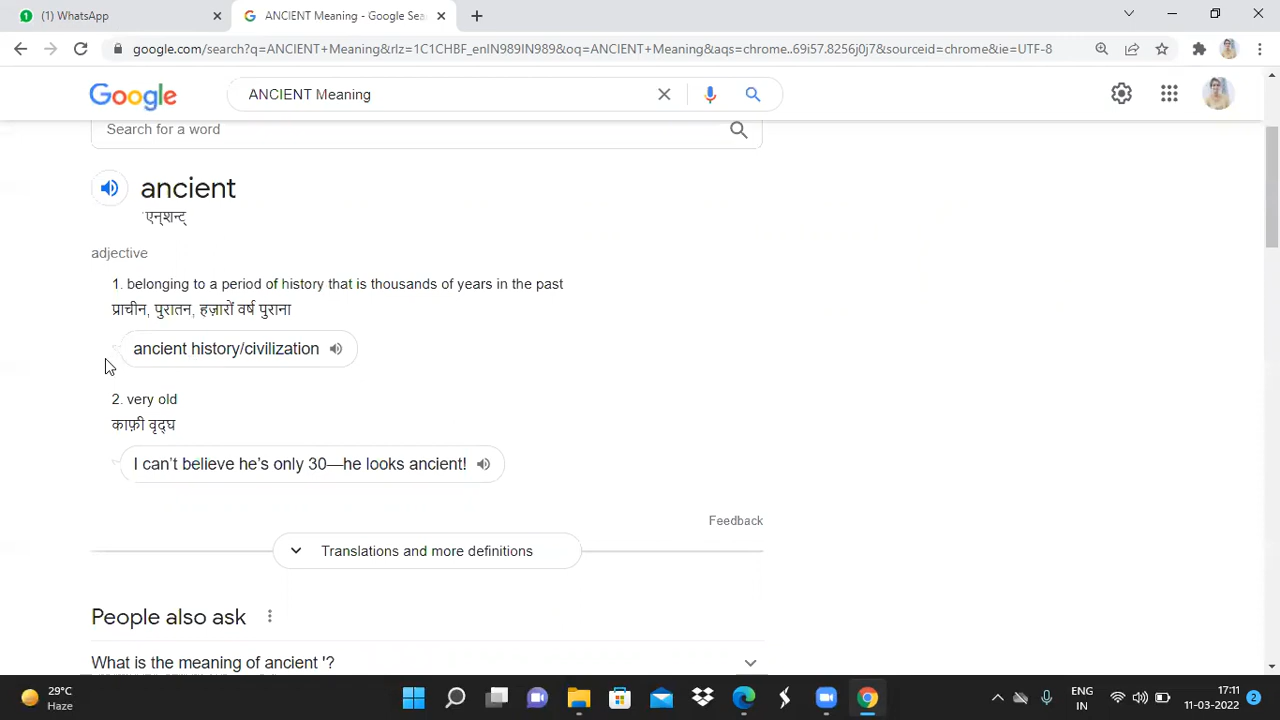 (1) WhatsApp
ANCIENT Meaning - Google Sea
google.com/search?q=ANCIENT+Meaning&rlz=1C1CHBF_enIN989IN989&oq=ANCIENT+Meaning&aqs=chrome..69i57.8256j0j7&sourceid=chrome&ie=UTF-8
Google
ANCIENT Meaning
Search for a word
ancient
ˈएन्शन्ट्
adjective
1. belonging to a period of history that is thousands of years in the past
प्राचीन, पुरातन, हज़ारों वर्ष पुराना
ancient history/civilization
2. very old
काफ़ी वृद्घ
I can’t believe he’s only 30—he looks ancient!
Feedback
Translations and more definitions
People also ask
What is the meaning of ancient '?
29°C
Haze
ENG
IN
17:11
11-03-2022
2